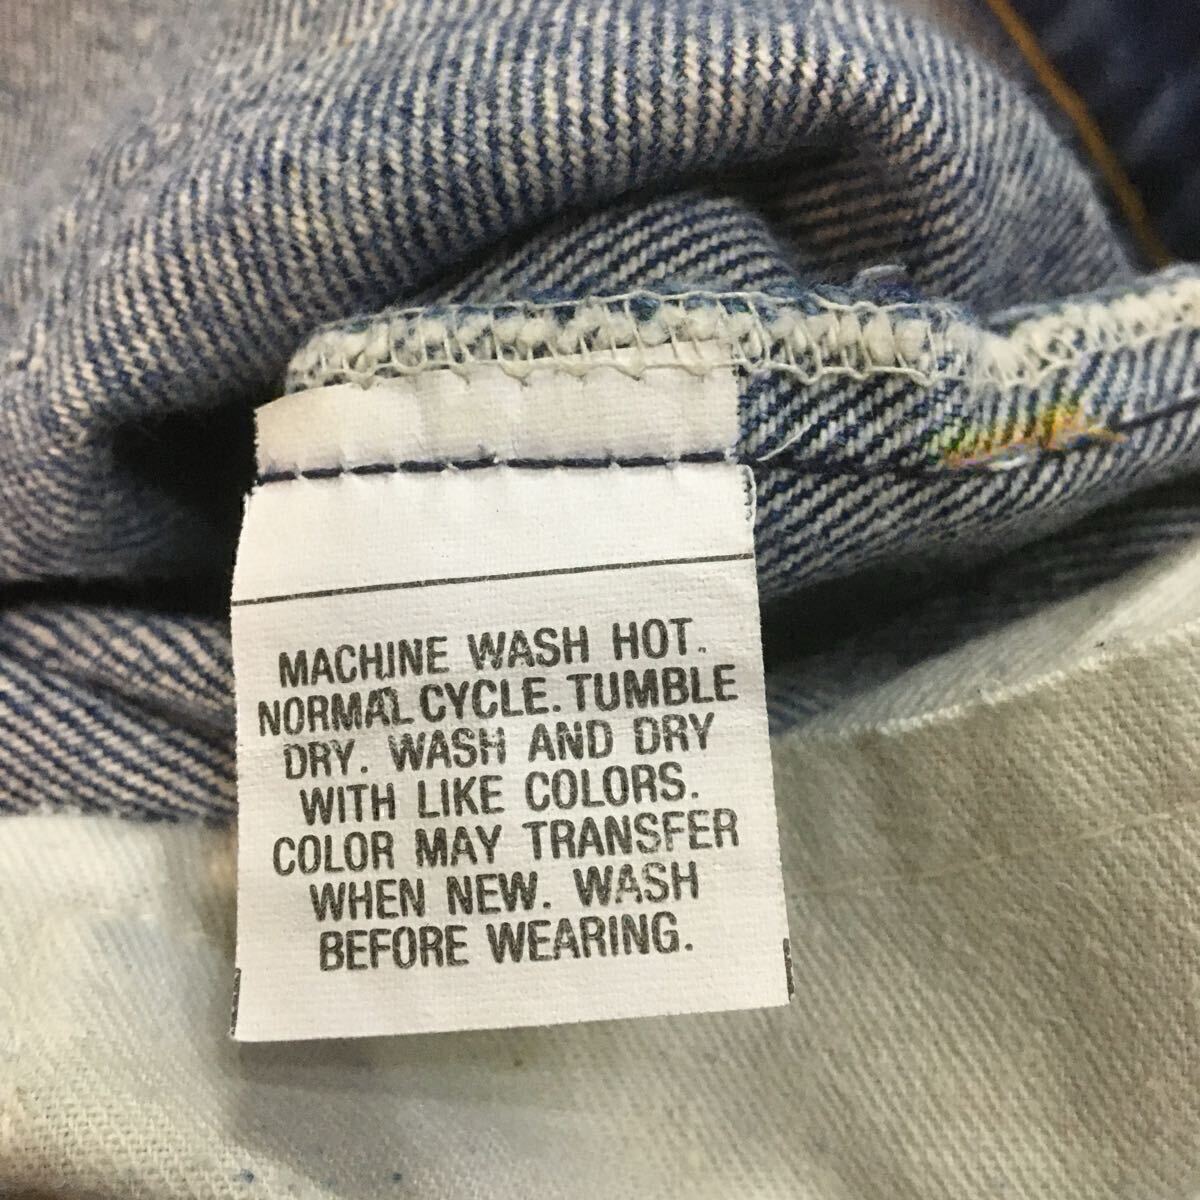 MACHINE WASH HOT.
NORMAL CYCLE. TUMBLE
DRY. WASH AND DRY
WITH LIKE COLORS.
COLOR MAY TRANSFER
WHEN NEW. WASH
BEFORE WEARING.